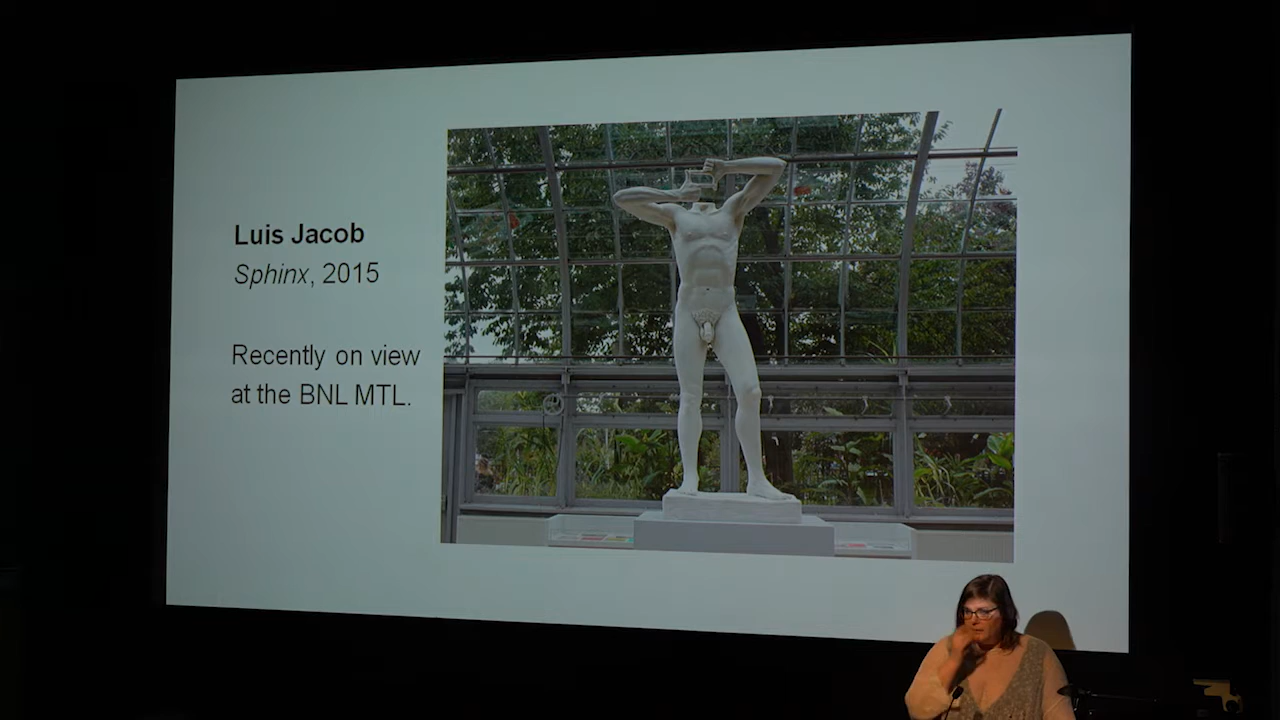 Luis Jacob
Sphinx, 2015
Recently on view
at the BNL MTL.